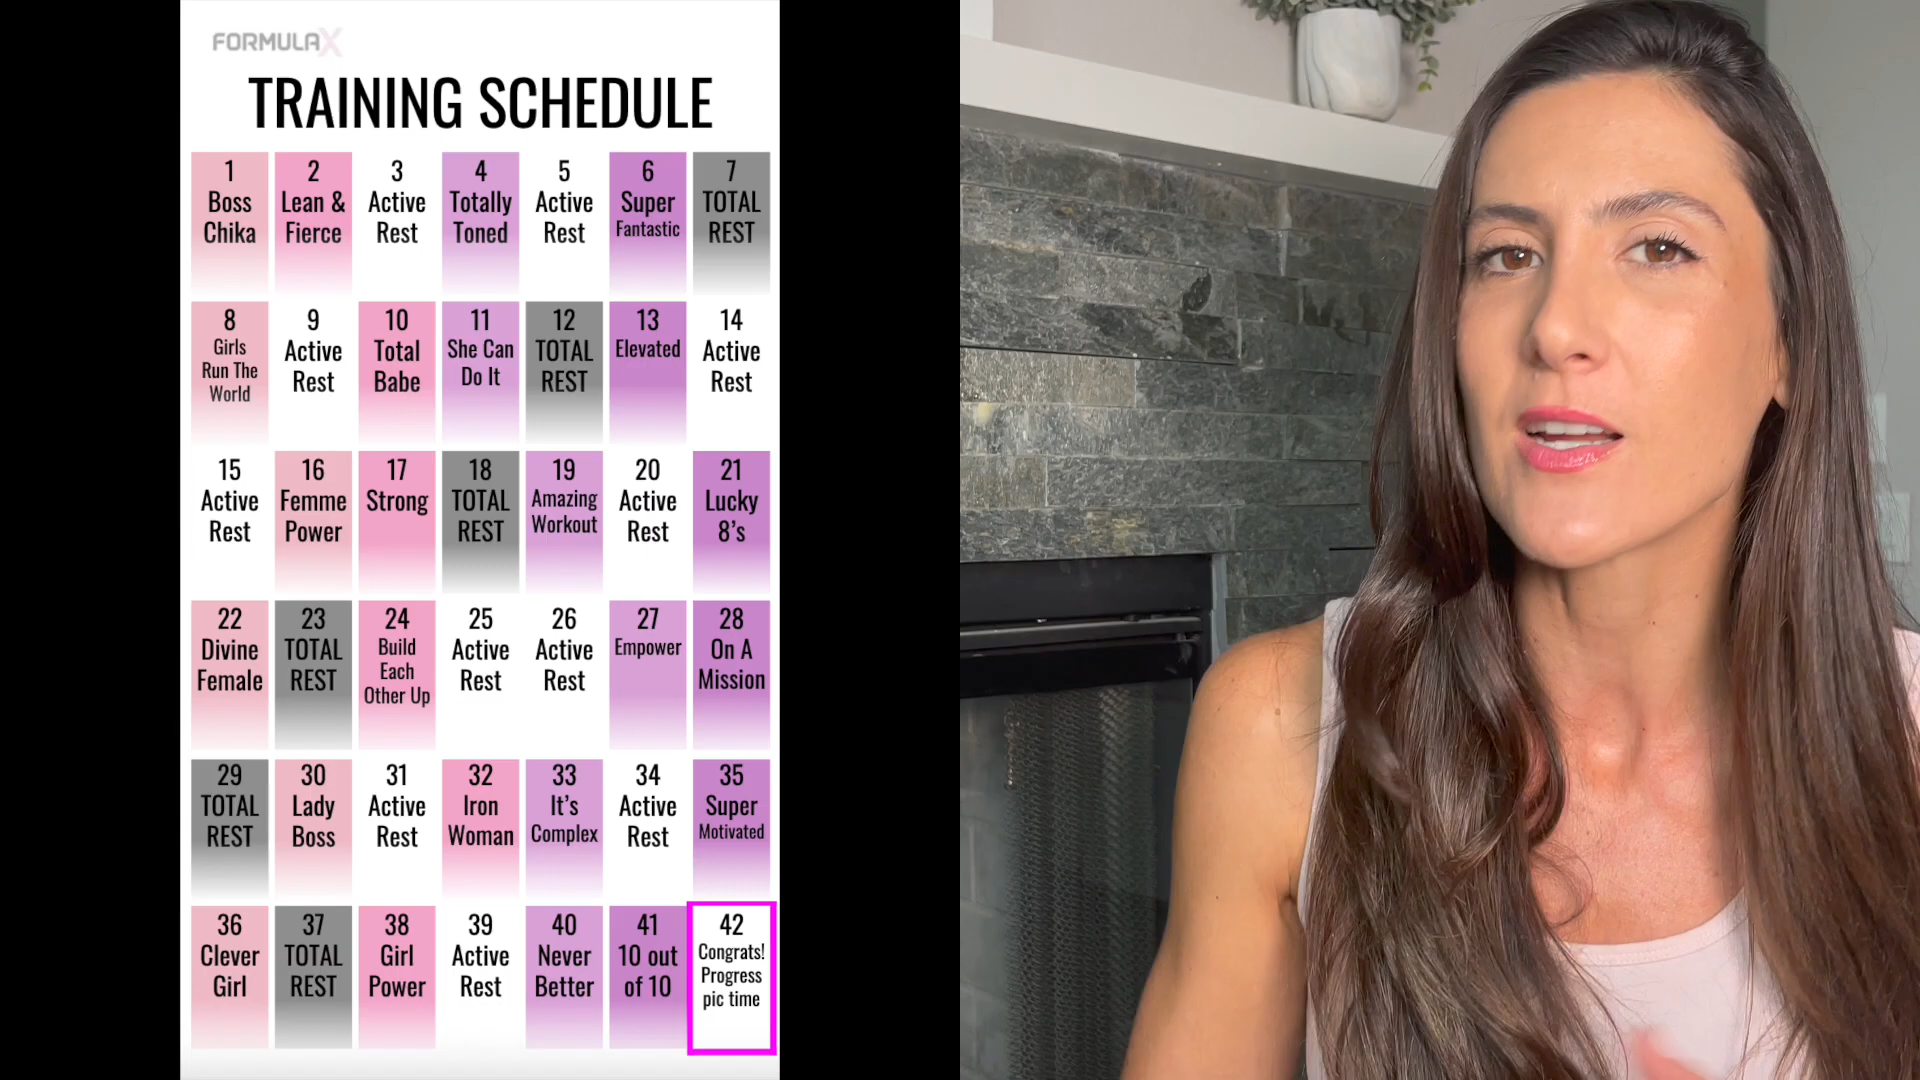 FORMULAX
TRAINING SCHEDULE
1
Boss
Chika
2
Lean &
Fierce
3
Active
Rest
4
Totally
Toned
5
Active
Rest
6
Super
Fantastic
7
TOTAL
REST
8
Girls
Run The
World
9
Active
Rest
10
Total
Babe
11
She Can
Do It
12
TOTAL
REST
13
Elevated
14
Active
Rest
15
Active
Rest
16
Femme
Power
17
Strong
18
TOTAL
REST
19
Amazing
Workout
20
Active
Rest
21
Lucky
8's
22
Divine
Female
23
TOTAL
REST
24
Build
Each
Other Up
25
Active
Rest
26
Active
Rest
27
Empower
28
On A
Mission
29
TOTAL
REST
30
Lady
Boss
31
Active
Rest
32
Iron
Woman
33
It's
Complex
34
Active
Rest
35
Super
Motivated
36
Clever
Girl
37
TOTAL
REST
38
Girl
Power
39
Active
Rest
40
Never
Better
41
10 out
of 10
42
Congrats!
Progress
pic time